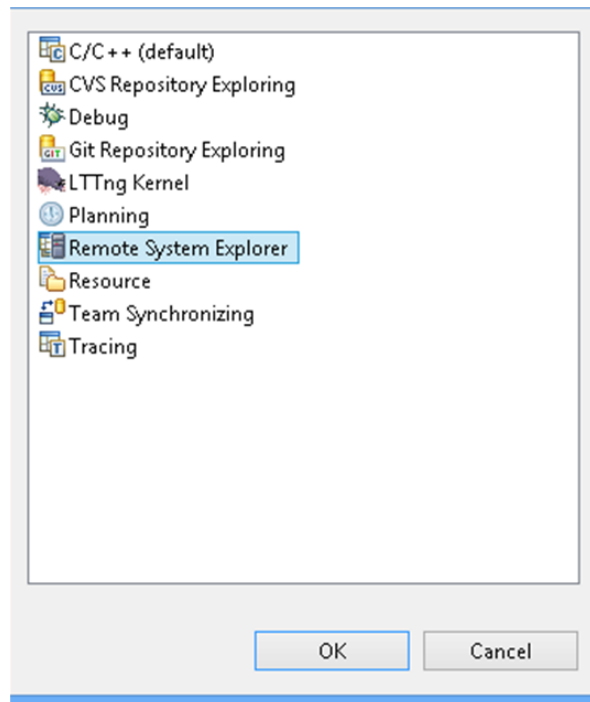 C/C++ (default)
CVS Repository Exploring
Debug
Git Repository Exploring
LTTng Kernel
Planning
Remote System Explorer
Resource
Team Synchronizing
Tracing
OK Cancel